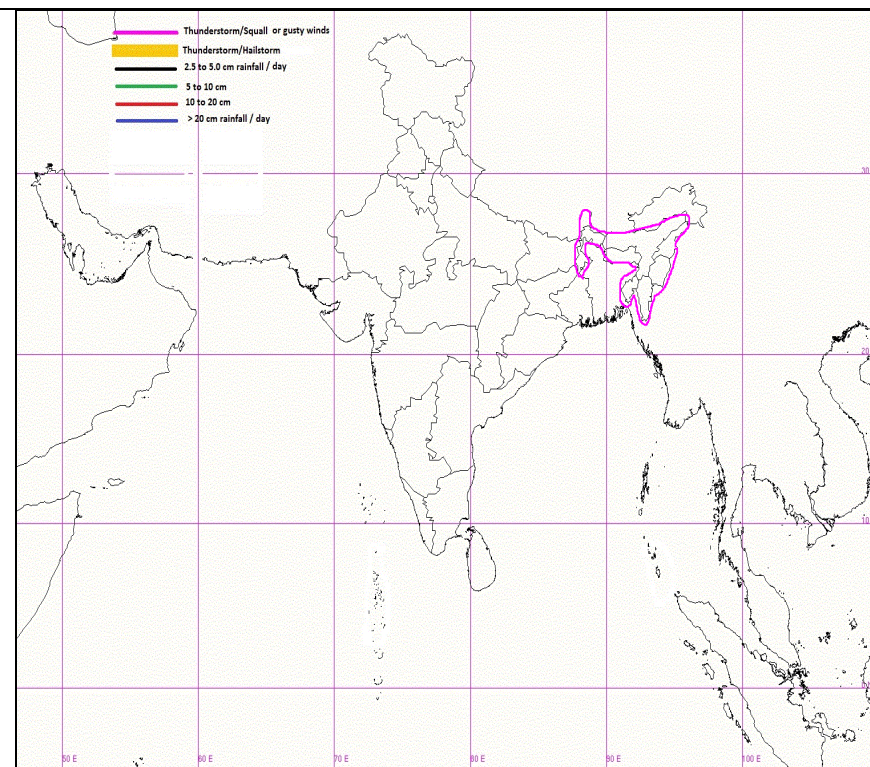 Thunderstorm/Squall or gusty winds
Thunderstorm/Hailstorm
2.5 to 5.0 cm rainfall / day
5 to 10 cm
10 to 20 cm
> 20 cm rainfall / day
30
20
10
50 E
60 E
70 E
80 E
90 E
100 E